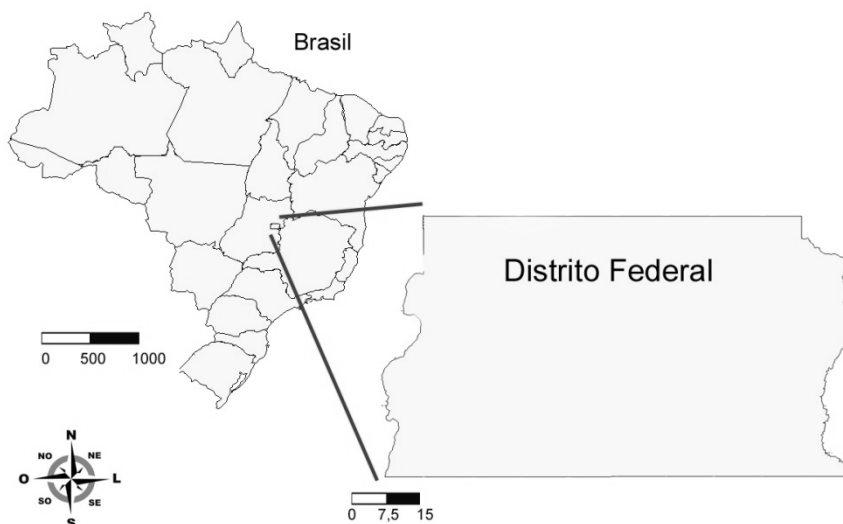 Brasil
Distrito Federal
0 500 1000
N
NO NE
O L
SO SE
S
0 7,5 15